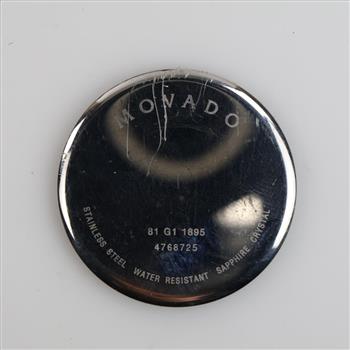 MOVADO
81 G1 1895
4768725
STAINLESS STEEL WATER RESISTANT SAPPHIRE CRYSTAL